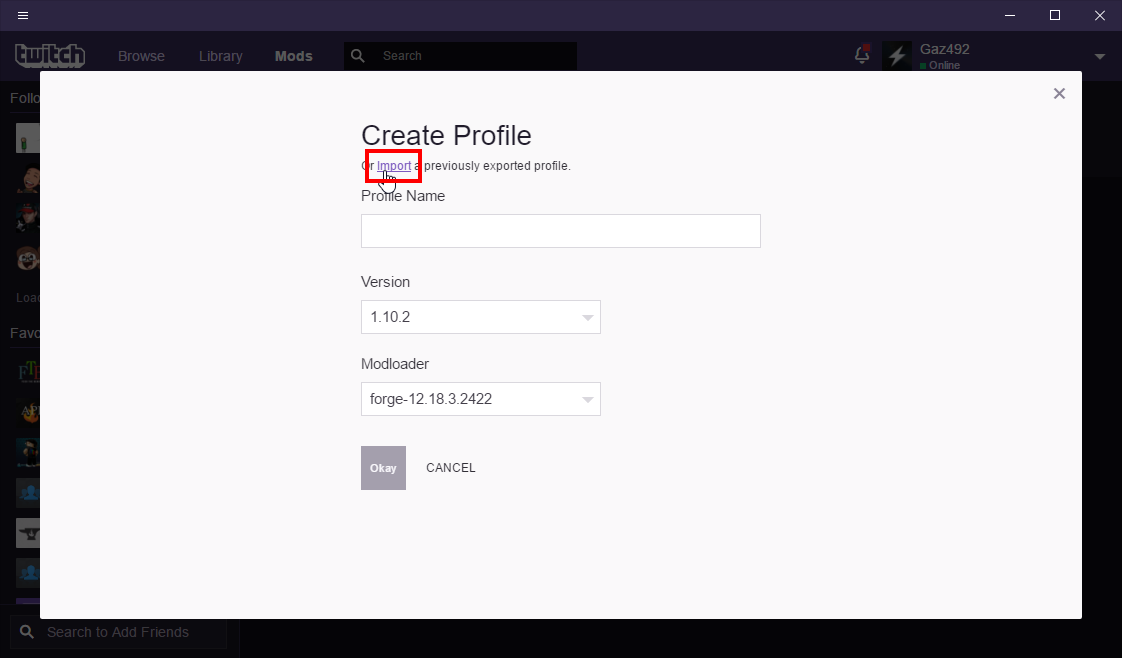 twitch
Browse
Library
Mods
Search
Gaz492
Online
Follo
Create Profile
Or Import a previously exported profile.
Profile Name
Version
1.10.2
Load
Favo
Modloader
forge-12.18.3.2422
Okay
CANCEL
Search to Add Friends